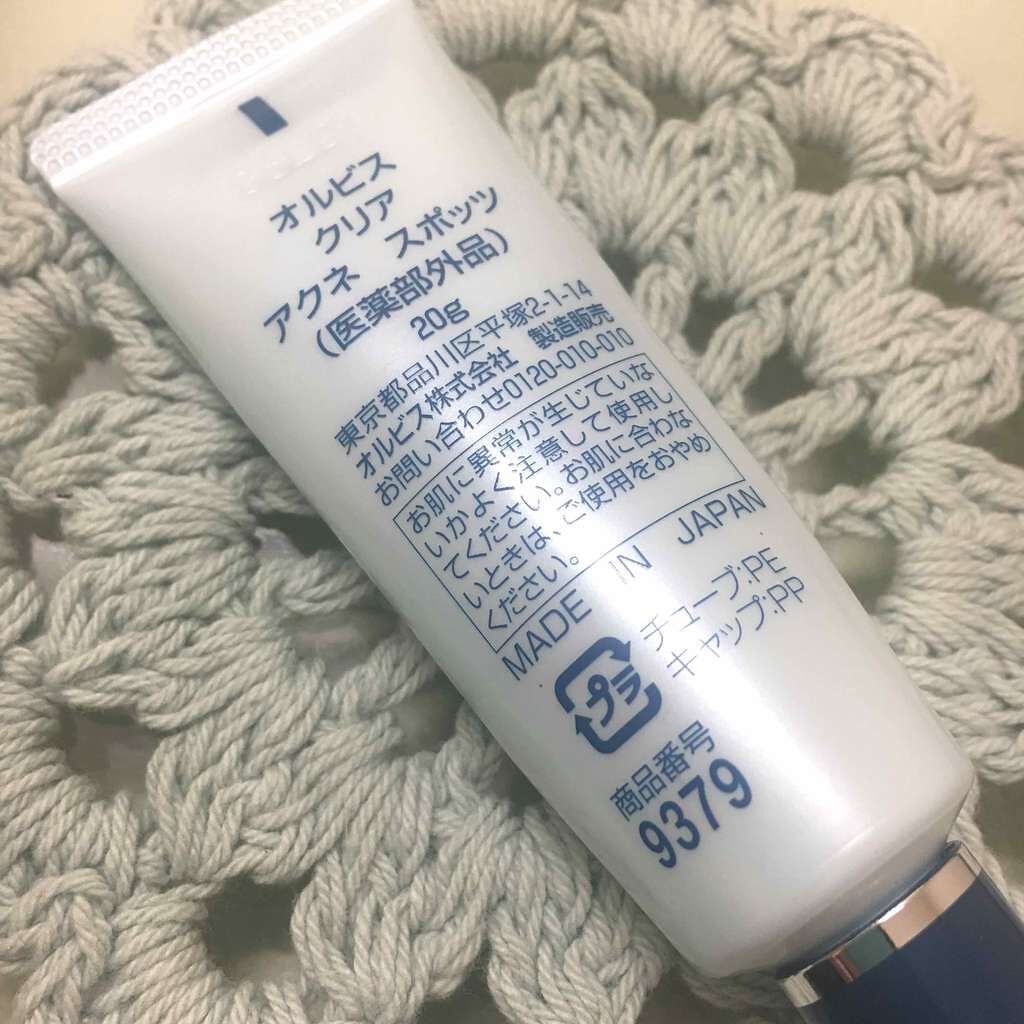 オルビス
クリア
アクネ スポッツ
(医薬部外品)
20g
東京都品川区平塚2-1-14
オルビス株式会社 製造販売
お問い合わせ0120-010-010
お肌に異常が生じていな
いかよく注意して使用し
てください。お肌に合わな
いときは、ご使用をおやめ
ください。
MADE IN JAPAN
プラ
チューブ:PE
キャップ:PP
商品番号
9379